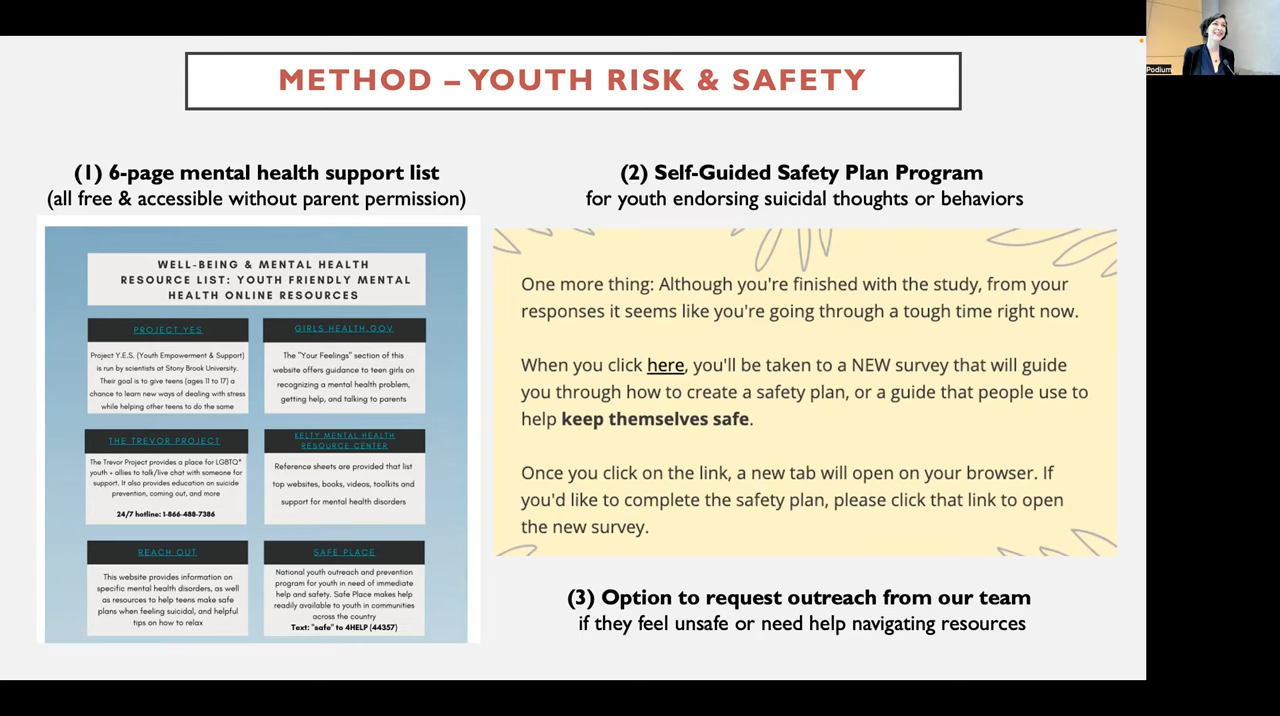 METHOD – YOUTH RISK & SAFETY
(1) 6-page mental health support list
(all free & accessible without parent permission)
WELL-BEING & MENTAL HEALTH
RESOURCE LIST: YOUTH FRIENDLY MENTAL
HEALTH ONLINE RESOURCES
PROJECT YES
Project Y.E.S. (Youth Empowerment & Support)
is run by scientists at Stony Brook University.
Their goal is to give teens (ages 11 to 17) a
chance to learn new ways of dealing with stress
while helping other teens to do the same
GIRLS HEALTH.GOV
The "Your Feelings" section of this
website offers guidance to teen girls on
recognizing a mental health problem,
getting help, and talking to parents
THE TREVOR PROJECT
The Trevor Project provides a place for LGBTQ*
youth + allies to talk/live chat with someone for
support. It also provides education on suicide
prevention, coming out, and more
24/7 hotline: 1-866-488-7386
KELTY MENTAL HEALTH
RESOURCE CENTER
Reference sheets are provided that list
top websites, books, videos, toolkits and
support for mental health disorders
REACH OUT
This website provides information on
specific mental health disorders, as well
as resources to help teens make safe
plans when feeling suicidal, and helpful
tips on how to relax
SAFE PLACE
National youth outreach and prevention
program for youth in need of immediate
help and safety. Safe Place makes help
readily available to youth in communities
across the country
Text: "safe" to 4HELP (44357)
(2) Self-Guided Safety Plan Program
for youth endorsing suicidal thoughts or behaviors
One more thing: Although you're finished with the study, from your
responses it seems like you're going through a tough time right now.
When you click here, you'll be taken to a NEW survey that will guide
you through how to create a safety plan, or a guide that people use to
help keep themselves safe.
Once you click on the link, a new tab will open on your browser. If
you'd like to complete the safety plan, please click that link to open
the new survey.
(3) Option to request outreach from our team
if they feel unsafe or need help navigating resources
Podium